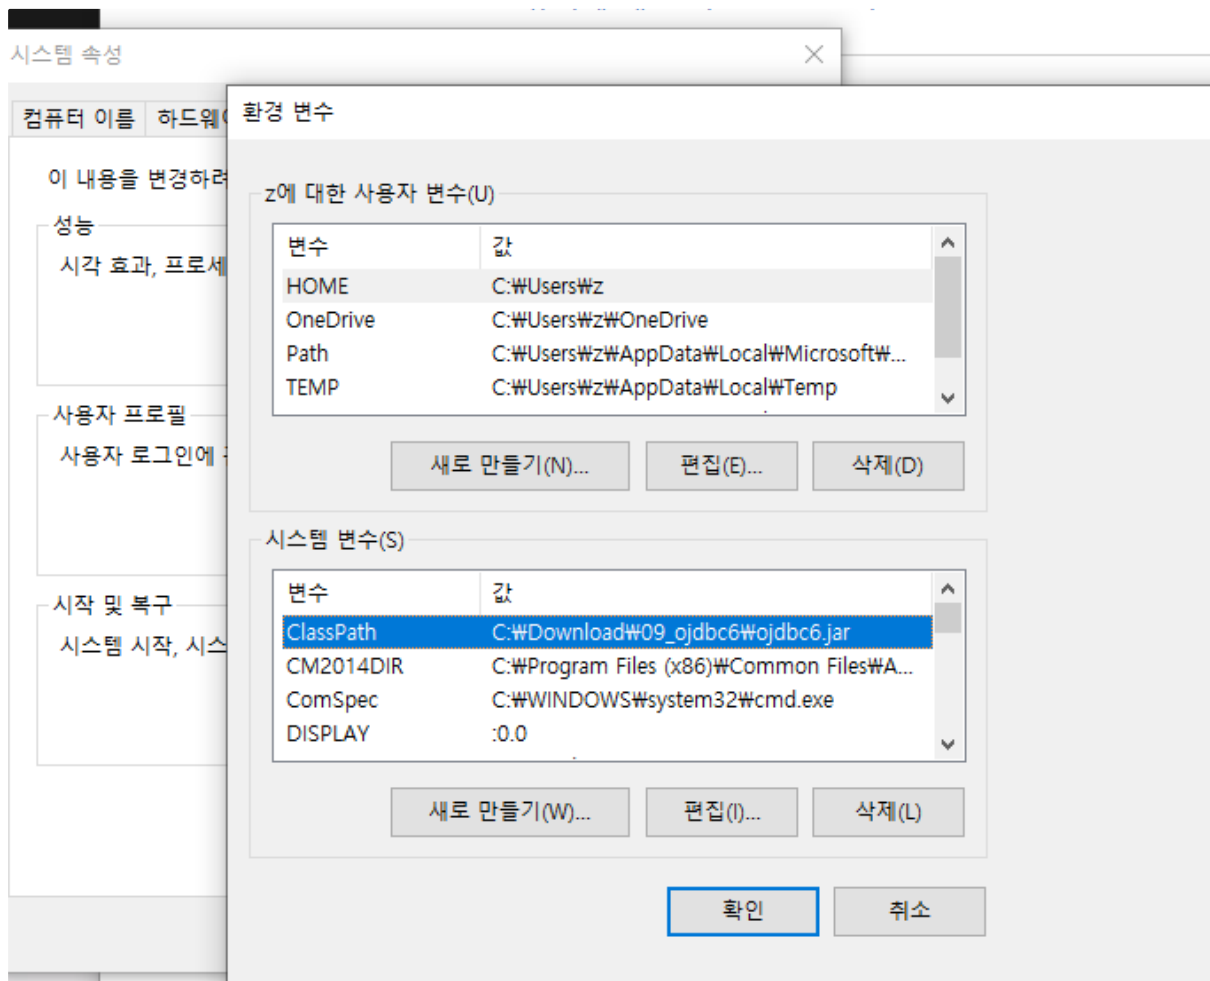 시스템 속성
컴퓨터 이름
하드웨어
이 내용을 변경하려
성능
시각 효과, 프로세
사용자 프로필
사용자 로그인에
시작 및 복구
시스템 시작, 시스
환경 변수
z에 대한 사용자 변수(U)
변수 값
HOME C:₩Users₩z
OneDrive C:₩Users₩z₩OneDrive
Path C:₩Users₩z₩AppData₩Local₩Microsoft₩...
TEMP C:₩Users₩z₩AppData₩Local₩Temp
새로 만들기(N)... 편집(E)... 삭제(D)
시스템 변수(S)
변수 값
ClassPath C:₩Download₩09_ojdbc6₩ojdbc6.jar
CM2014DIR C:₩Program Files (x86)₩Common Files₩A...
ComSpec C:₩WINDOWS₩system32₩cmd.exe
DISPLAY :0.0
새로 만들기(W)... 편집(I)... 삭제(L)
확인 취소